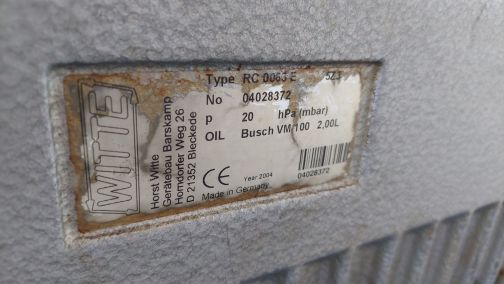 WITTE
Horst Witte
Gerätebau Barskamp
Horndorfer Weg 26
D 21352 Bleckede
Type RC 0063 E
No 04028372
p 20 hPa (mbar)
OIL Busch VM 100 2,00L
CE Year 2004
04028372
Made in Germany